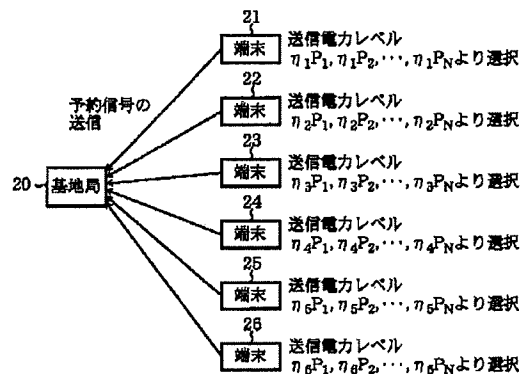 21
端末
送信電力レベル
η₁P₁,η₁P₂,···,η₁P_Nより選択
22
端末
送信電力レベル
η₂P₁,η₂P₂,···,η₂P_Nより選択
予約信号の
送信
23
端末
送信電力レベル
η₃P₁,η₃P₂,···,η₃P_Nより選択
20
基地局
24
端末
送信電力レベル
η₄P₁,η₄P₂,···,η₄P_Nより選択
25
端末
送信電力レベル
η₅P₁,η₅P₂,···,η₅P_Nより選択
26
端末
送信電力レベル
η₆P₁,η₆P₂,···,η₆P_Nより選択